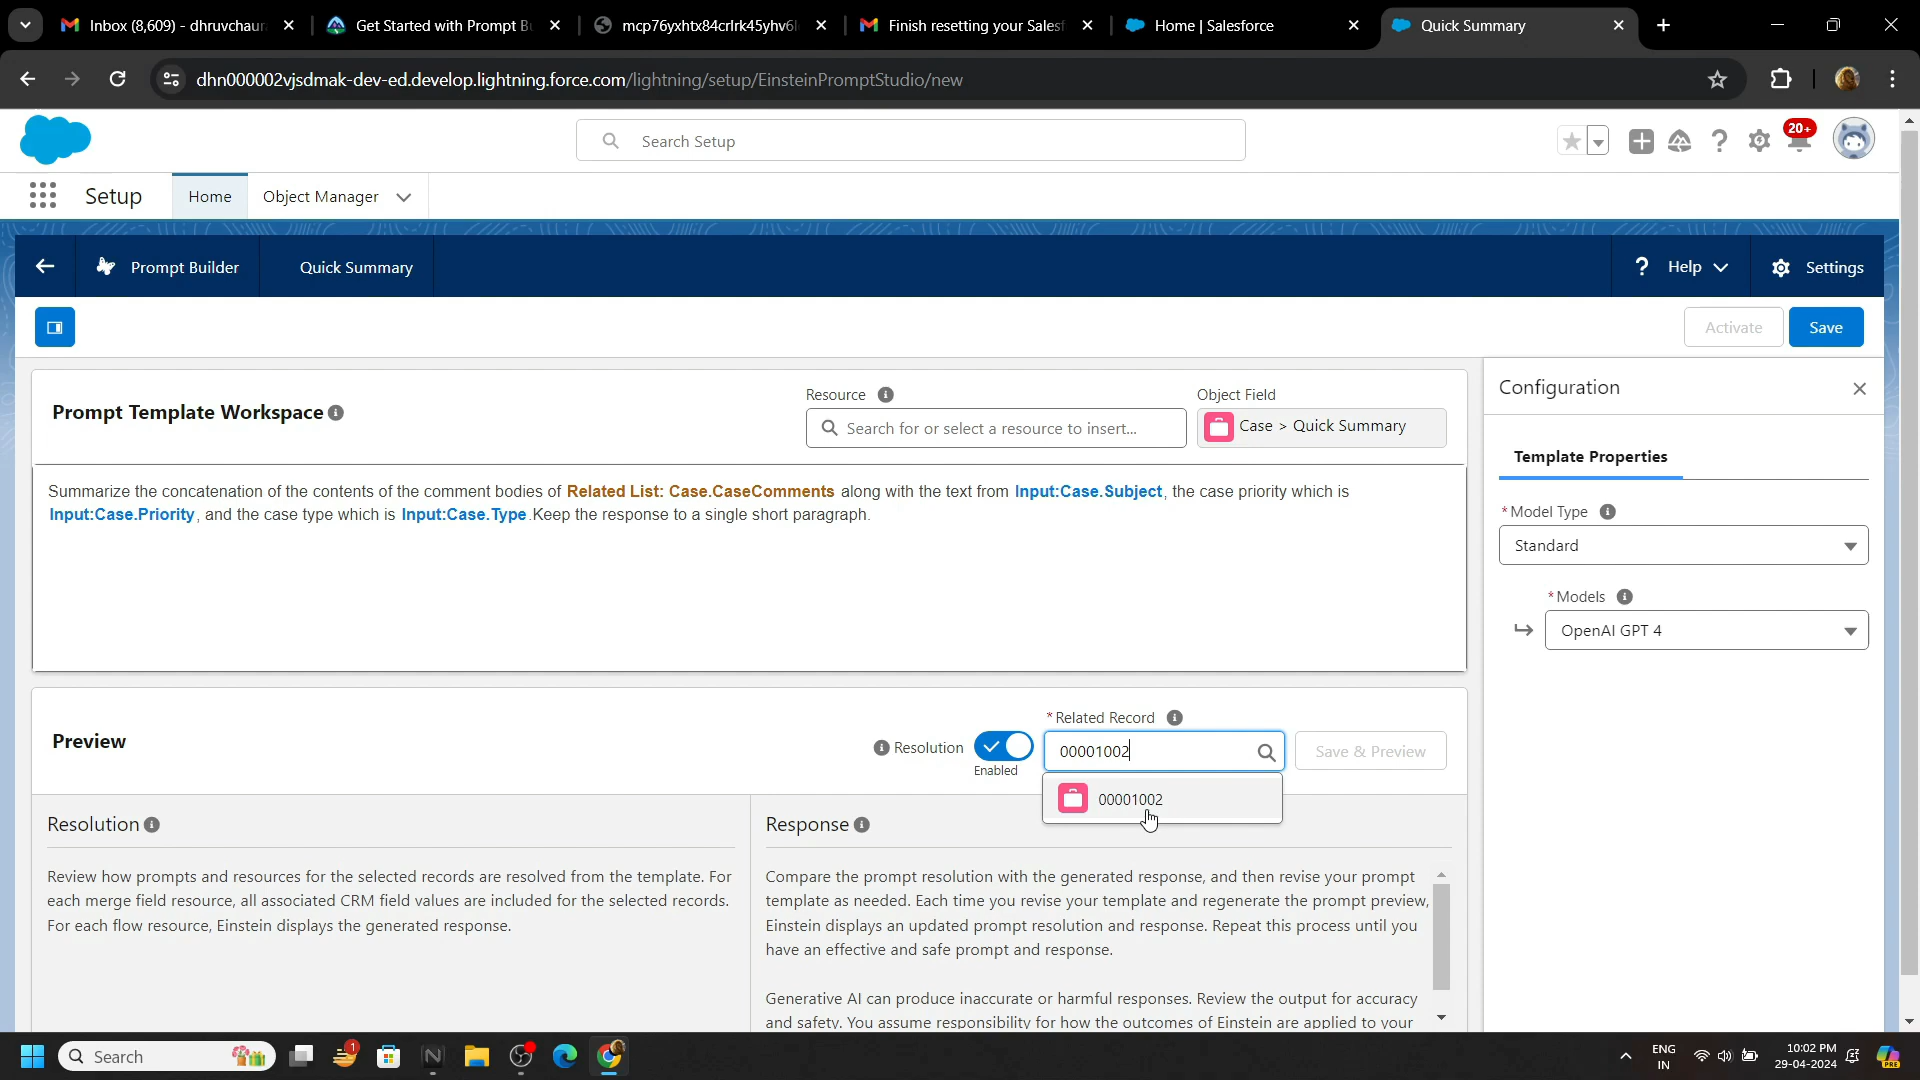 Inbox (8,609) - dhruvchaur
Get Started with Prompt Bu
mcp76yxhtx84crlrk45yhv6l
Finish resetting your Salesf
Home | Salesforce
Quick Summary
dhn000002vjsdmak-dev-ed.develop.lightning.force.com/lightning/setup/EinsteinPromptStudio/new
Search Setup
20+
Setup
Home
Object Manager
Prompt Builder
Quick Summary
Help
Settings
Activate
Save
Prompt Template Workspace
Resource
Search for or select a resource to insert...
Object Field
Case > Quick Summary
Configuration
Template Properties
Summarize the concatenation of the contents of the comment bodies of Related List: Case.CaseComments along with the text from Input:Case.Subject, the case priority which is
Input:Case.Priority, and the case type which is Input:Case.Type.Keep the response to a single short paragraph.
*Model Type
Standard
*Models
OpenAI GPT 4
Preview
Resolution
Enabled
*Related Record
00001002
Save & Preview
00001002
Resolution
Response
Review how prompts and resources for the selected records are resolved from the template. For
each merge field resource, all associated CRM field values are included for the selected records.
For each flow resource, Einstein displays the generated response.
Compare the prompt resolution with the generated response, and then revise your prompt
template as needed. Each time you revise your template and regenerate the prompt preview,
Einstein displays an updated prompt resolution and response. Repeat this process until you
have an effective and safe prompt and response.
Generative AI can produce inaccurate or harmful responses. Review the output for accuracy
and safety. You assume responsibility for how the outcomes of Einstein are applied to your
Search
1
ENG
IN
10:02 PM
29-04-2024
PRE